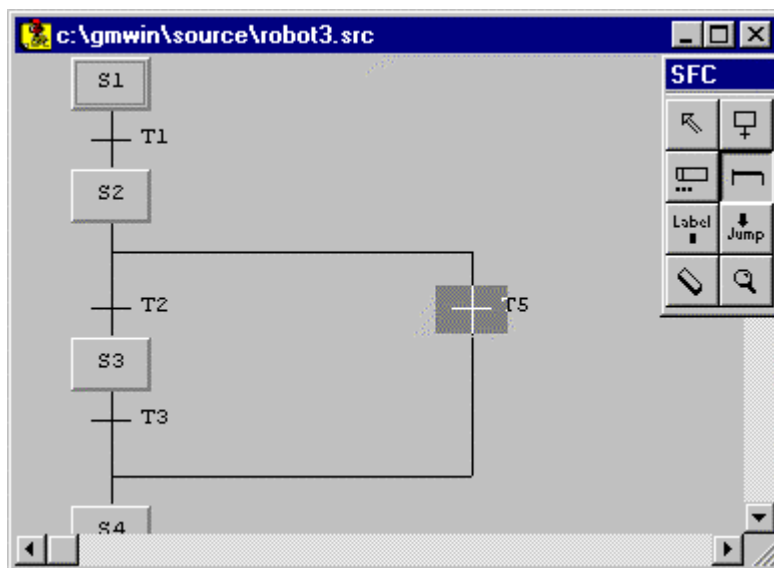 c:\gmwin\source\robot3.src
SFC
S1
T1
S2
Label
Jump
T2
T5
S3
T3
S4